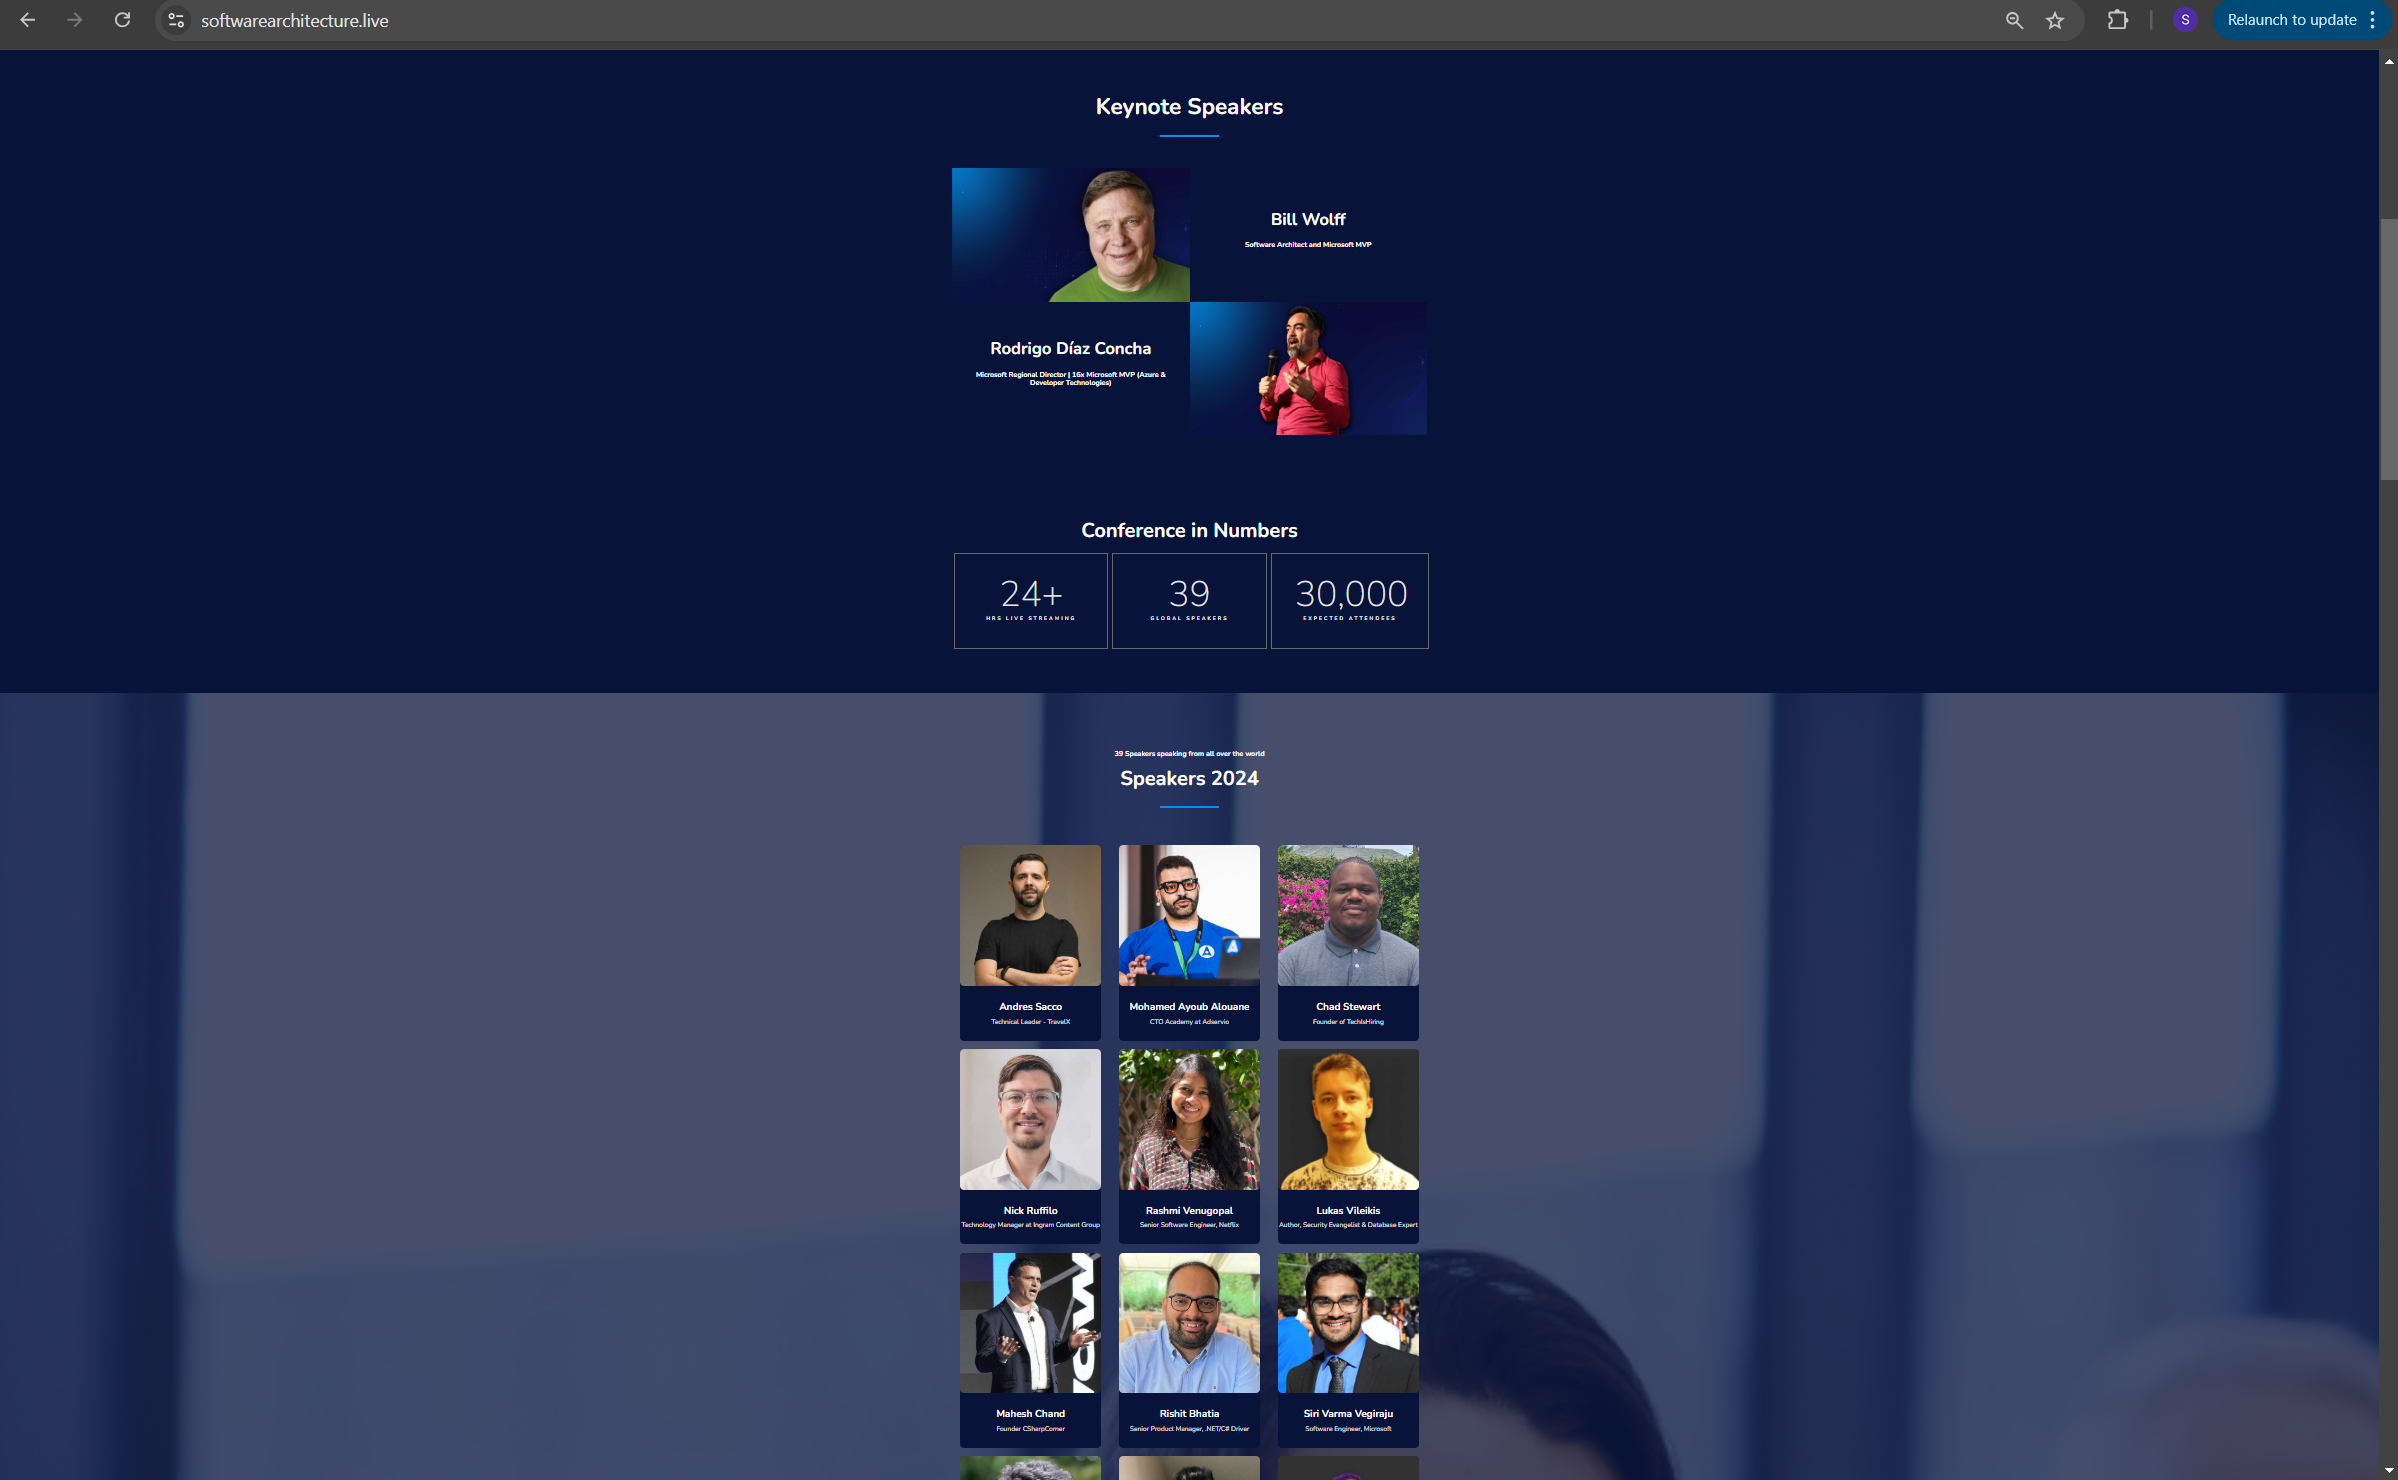 softwarearchitecture.live
S
Relaunch to update
Keynote Speakers
Bill Wolff
Software Architect and Microsoft MVP
Rodrigo Díaz Concha
Microsoft Regional Director | 16x Microsoft MVP (Azure &
Developer Technologies)
Conference in Numbers
24+
HRS LIVE STREAMING
39
GLOBAL SPEAKERS
30,000
EXPECTED ATTENDEES
39 Speakers speaking from all over the world
Speakers 2024
Andres Sacco
Technical Leader - TravelX
Mohamed Ayoub Alouane
CTO Academy at Adservio
Chad Stewart
Founder of TechIsHiring
Nick Ruffilo
Technology Manager at Ingram Content Group
Rashmi Venugopal
Senior Software Engineer, Netflix
Lukas Vileikis
Author, Security Evangelist & Database Expert
Mahesh Chand
Founder CSharpCorner
Rishit Bhatia
Senior Product Manager, .NET/C# Driver
Siri Varma Vegiraju
Software Engineer, Microsoft